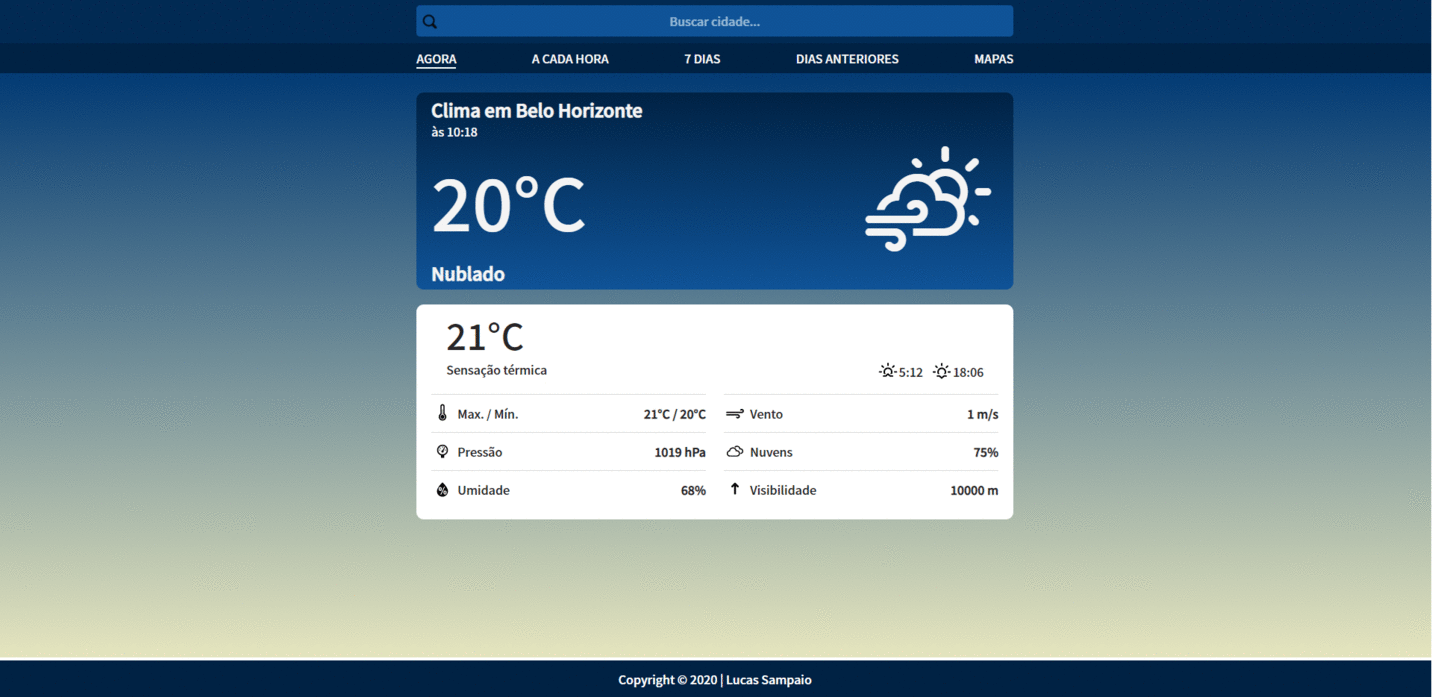 Buscar cidade...
AGORA A CADA HORA 7 DIAS DIAS ANTERIORES MAPAS
Clima em Belo Horizonte
às 10:18
20°C
Nublado
21°C
Sensação térmica
5:12 18:06
Max. / Mín. 21°C / 20°C Vento 1 m/s
Pressão 1019 hPa Nuvens 75%
Umidade 68% Visibilidade 10000 m
Copyright © 2020 | Lucas Sampaio